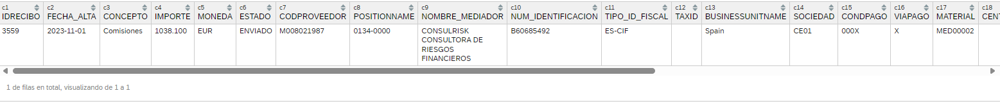 c1 c2 c3 c4 c5 c6 c7 c8 c9 c10 c11 c12 c13 c14 c15 c16 c17 c18
IDRECIBO FECHA_ALTA CONCEPTO IMPORTE MONEDA ESTADO CODPROVEEDOR POSITIONNAME NOMBRE_MEDIADOR NUM_IDENTIFICACION TIPO_ID_FISCAL TAXID BUSINESSUNITNAME SOCIEDAD CONDPAGO VIAPAGO MATERIAL CEN
3559 2023-11-01 Comisiones 1038.100 EUR ENVIADO M008021987 0134-0000 CONSULRISK B60685492 ES-CIF Spain CE01 000X X MED00002
CONSULTORA DE
RIESGOS
FINANCIEROS
1 de filas en total, visualizando de 1 a 1